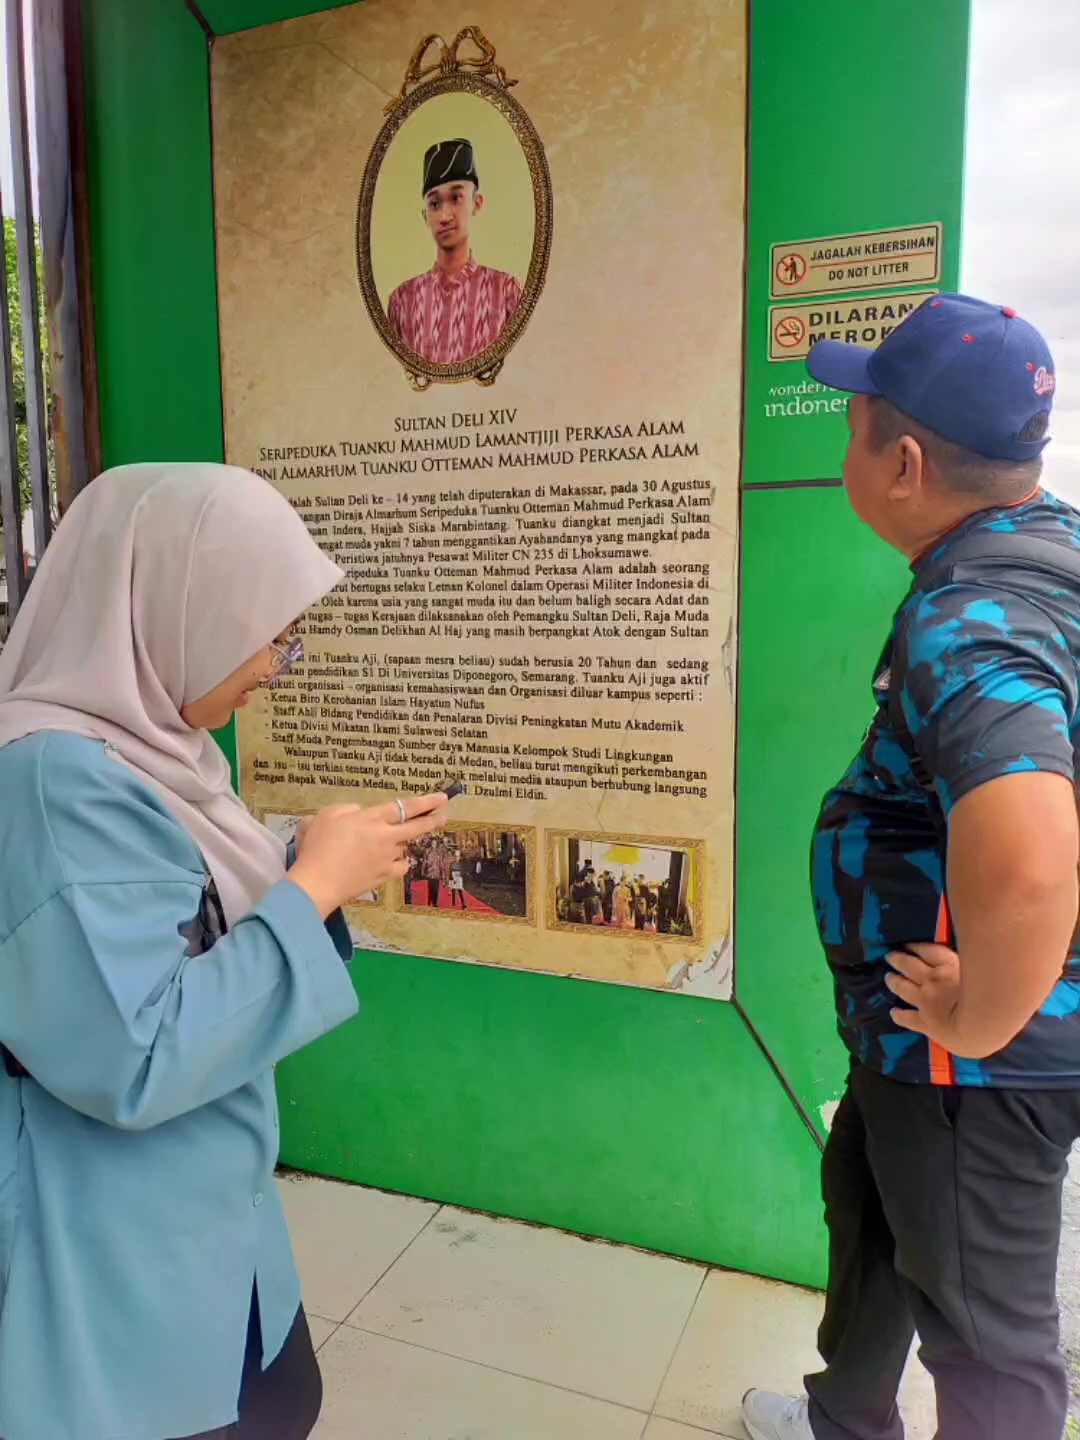 SULTAN DELI XIV
SERIPEDUKA TUANKU MAHMUD LAMANTJIJI PERKASA ALAM
IBNI ALMARHUM TUANKU OTTEMAN MAHMUD PERKASA ALAM
Sultan Deli ke - 14 yang telah diputerakan di Makassar, pada 30 Agustus
Diraja Almarhum Seripeduka Tuanku Otteman Mahmud Perkasa Alam
Indera, Hajjah Siska Marabintang. Tuanku diangkat menjadi Sultan
muda yakni 7 tahun menggantikan Ayahandanya yang mangkat pada
Peristiwa jatuhnya Pesawat Militer CN 235 di Lhoksumawe.
Tuanku Otteman Mahmud Perkasa Alam adalah seorang
bertugas selaku Letnan Kolonel dalam Operasi Militer Indonesia di
Oleh karena usia yang sangat muda itu dan belum baligh secara Adat dan
tugas - tugas Kerajaan dilaksanakan oleh Pemangku Sultan Deli, Raja Muda
Hamdy Osman Delikhan Al Haj yang masih berpangkat Atok dengan Sultan
ini Tuanku Aji, (sapaan mesra beliau) sudah berusia 20 Tahun dan sedang
pendidikan S1 Di Universitas Diponegoro, Semarang. Tuanku Aji juga aktif
mengikuti organisasi - organisasi kemahasiswaan dan Organisasi diluar kampus seperti :
- Ketua Biro Kerohanian Islam Hayatun Nufus
- Staff Ahli Bidang Pendidikan dan Penalaran Divisi Peningkatan Mutu Akademik
- Ketua Divisi Mikatan Ikami Sulawesi Selatan
- Staff Muda Pengembangan Sumber daya Manusia Kelompok Studi Lingkungan
Walaupun Tuanku Aji tidak berada di Medan, beliau turut mengikuti perkembangan
dan isu - isu terkini tentang Kota Medan baik melalui media ataupun berhubung langsung
dengan Bapak Walikota Medan, Bapak H. Dzulmi Eldin.
JAGALAH KEBERSIHAN
DO NOT LITTER
DILARAN
MEROK
wonderf
indones